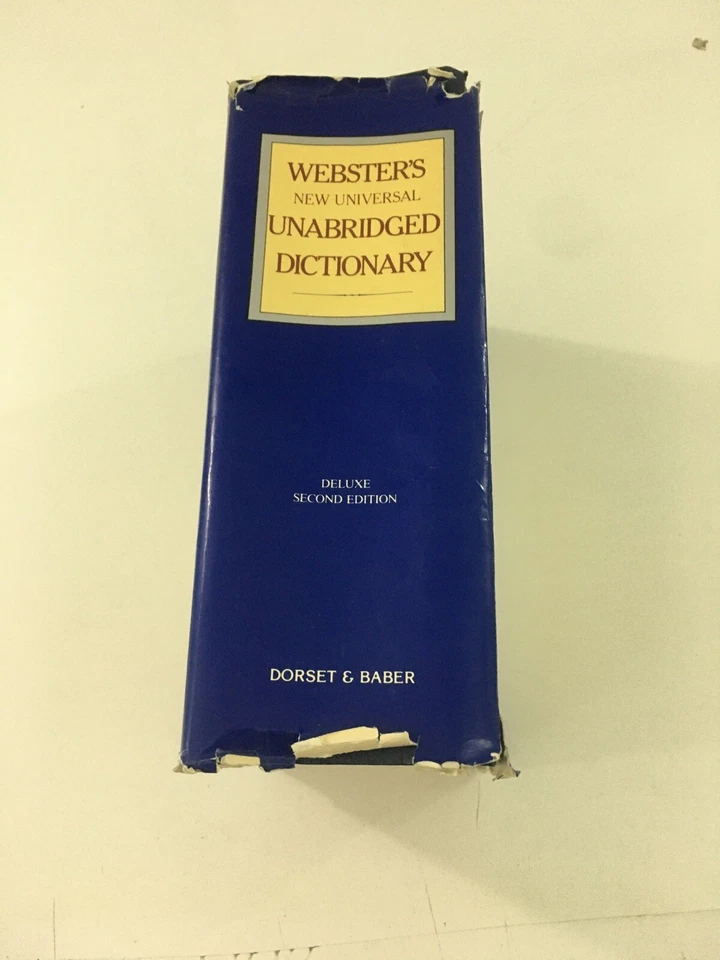 WEBSTER'S
NEW UNIVERSAL
UNABRIDGED
DICTIONARY
DELUXE
SECOND EDITION
DORSET & BABER